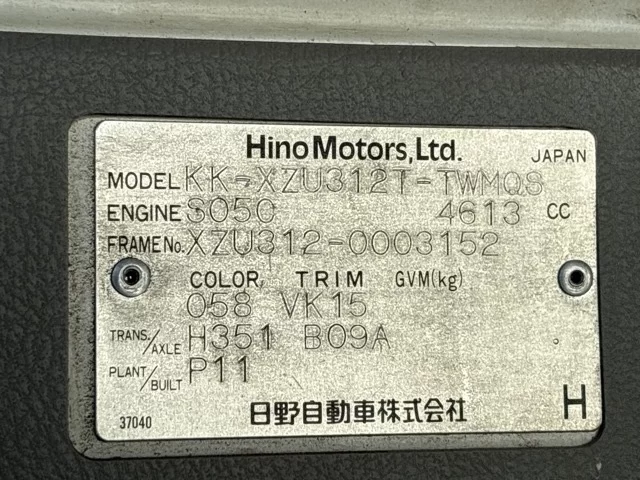 Hino Motors, Ltd. JAPAN
MODEL KK-XZU312T-TWMQS
ENGINE S05C 4613 CC
FRAME No. XZU312-0003152
COLOR, TRIM GVM(kg)
058 VK15
TRANS./AXLE H351 B09A
PLANT/BUILT P11
37040 日野自動車株式会社 H